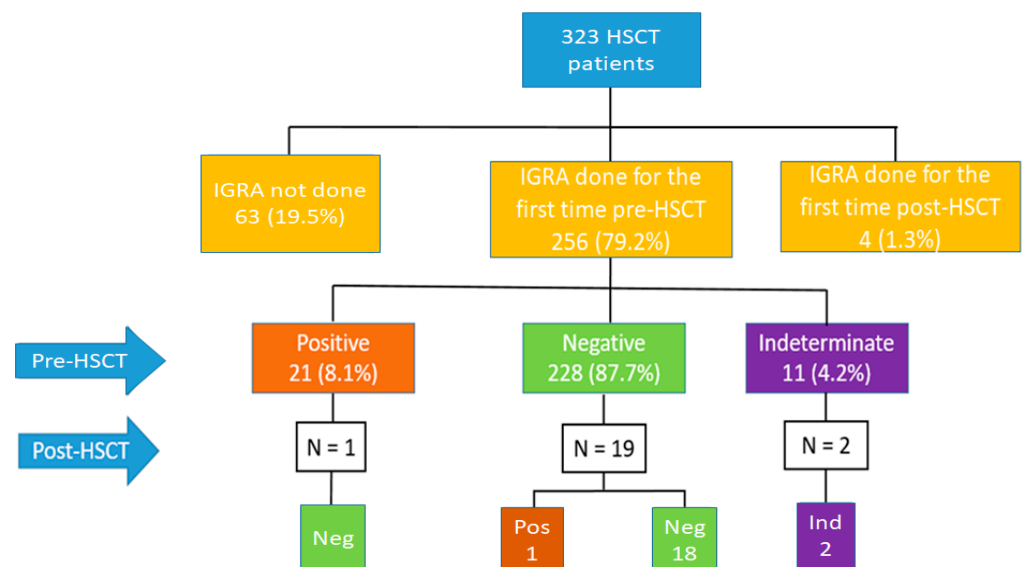 323 HSCT
patients
IGRA not done
63 (19.5%)
IGRA done for the
first time pre-HSCT
256 (79.2%)
IGRA done for the
first time post-HSCT
4 (1.3%)
Pre-HSCT
Positive
21 (8.1%)
Negative
228 (87.7%)
Indeterminate
11 (4.2%)
Post-HSCT
N = 1
N = 19
N = 2
Neg
Pos
1
Neg
18
Ind
2